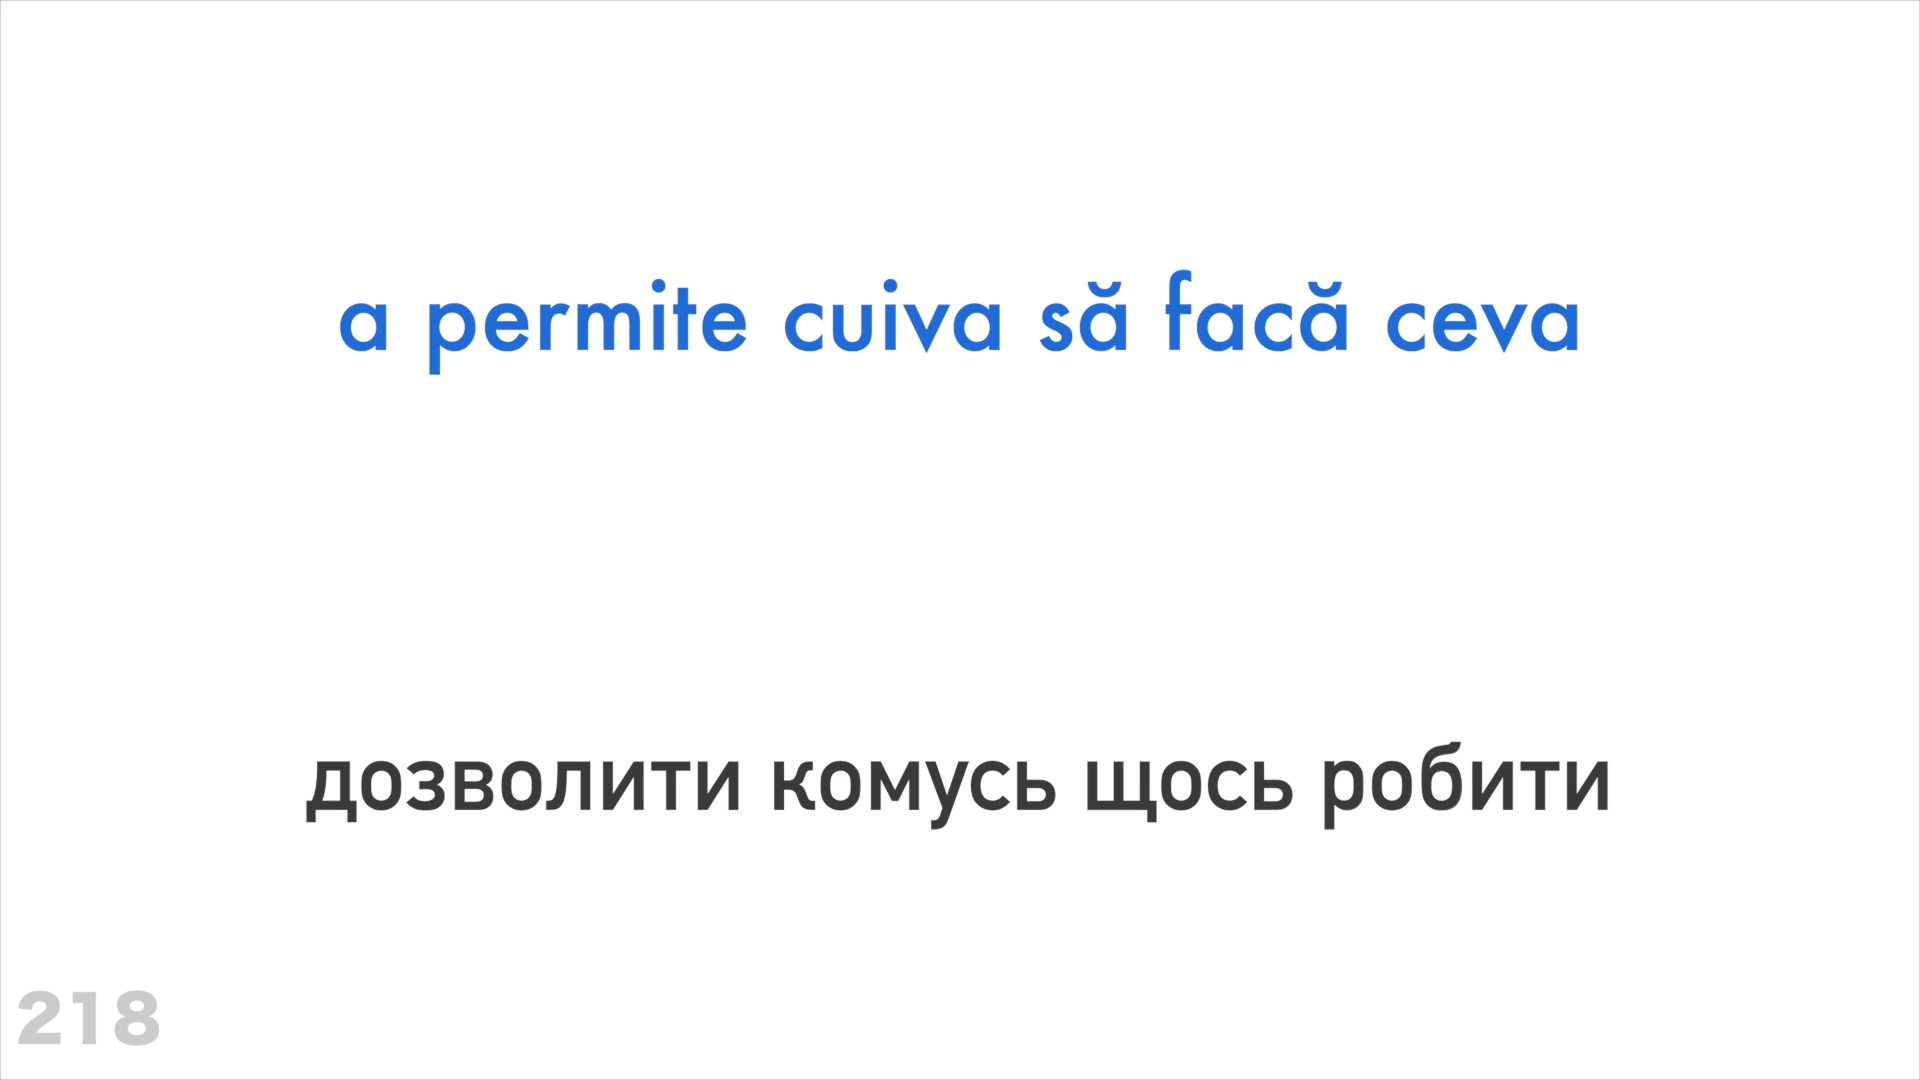 a permite cuiva să facă ceva
дозволити комусь щось робити
218